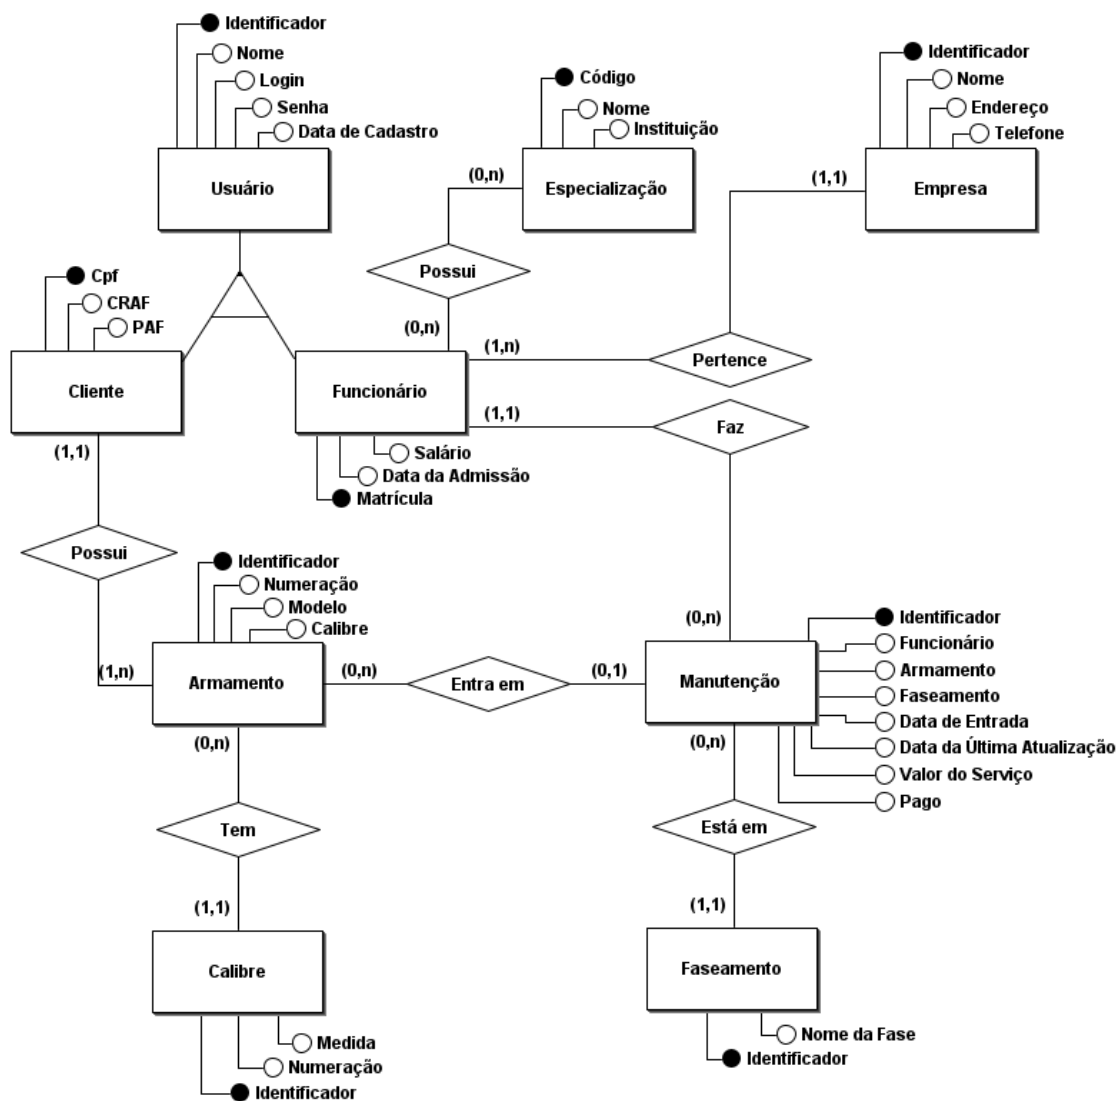 Identificador
Nome
Login
Senha
Data de Cadastro
Usuário
Código
Nome
Instituição
Especialização
(0,n)
Identificador
Nome
Endereço
Telefone
Empresa
(1,1)
Possui
(0,n)
Cpf
CRAF
PAF
Cliente
(1,1)
Funcionário
(1,n)
Pertence
(1,1)
Faz
Salário
Data da Admissão
Matrícula
Possui
(1,n)
Identificador
Numeração
Modelo
Calibre
Armamento
(0,n)
Entra em
(0,1)
(0,n)
Manutenção
Identificador
Funcionário
Armamento
Faseamento
Data de Entrada
Data da Última Atualização
Valor do Serviço
Pago
(0,n)
Tem
(1,1)
Calibre
Medida
Numeração
Identificador
(0,n)
Está em
(1,1)
Faseamento
Nome da Fase
Identificador